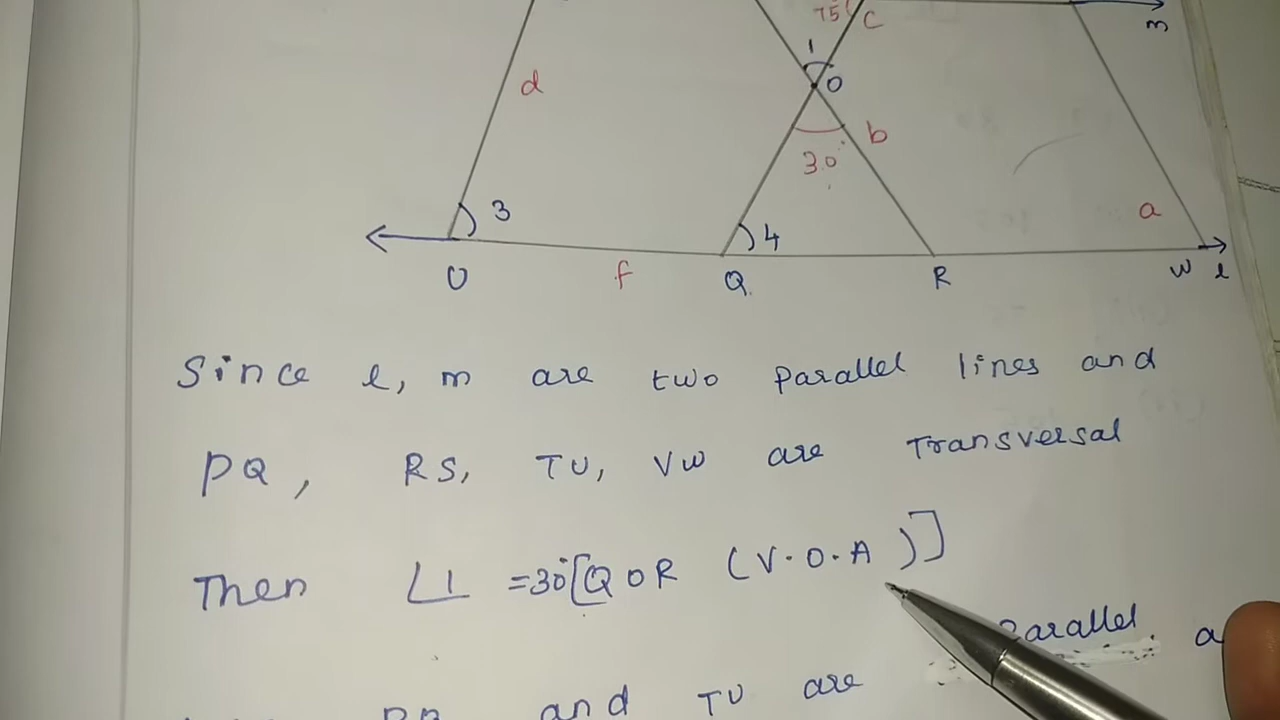 75 C m
1
d O
b
30°
3 4 a
U f Q R W l
Since l, m are two parallel lines and
PQ, RS, TU, VW are Transversal
Then ∠1 =30°[QOR (V.O.A)]
Parallel
and TU are